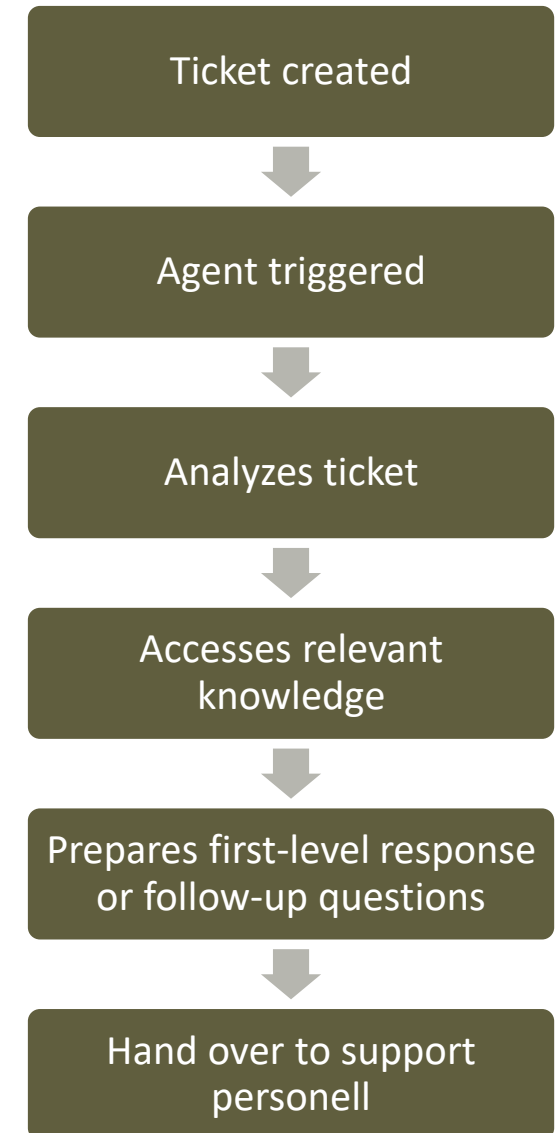 Ticket created
Agent triggered
Analyzes ticket
Accesses relevant
knowledge
Prepares first-level response
or follow-up questions
Hand over to support
personell